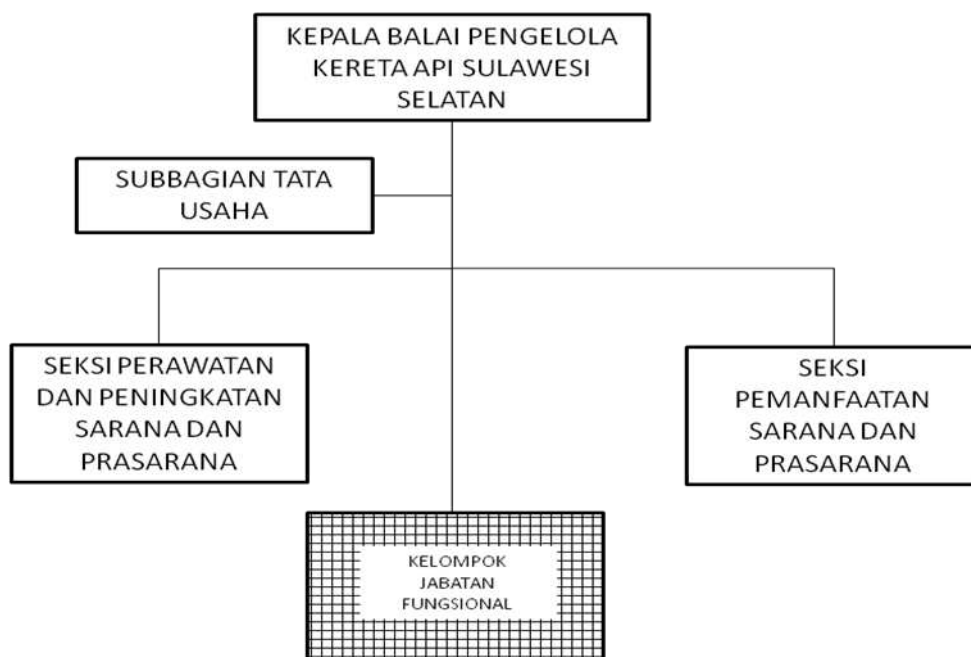 KEPALA BALAI PENGELOLA
KERETA API SULAWESI
SELATAN
SUBBAGIAN TATA
USAHA
SEKSI PERAWATAN
DAN PENINGKATAN
SARANA DAN
PRASARANA
SEKSI
PEMANFAATAN
SARANA DAN
PRASARANA
KELOMPOK
JABATAN
FUNGSIONAL